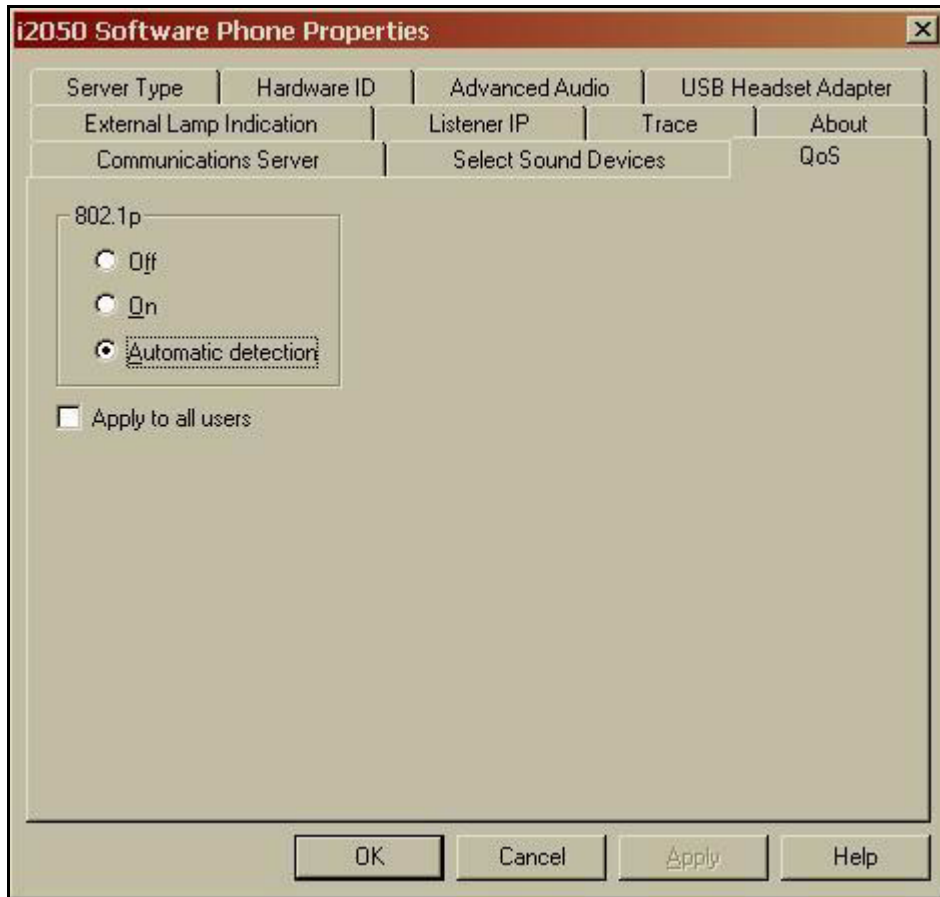 i2050 Software Phone Properties
Server Type Hardware ID Advanced Audio USB Headset Adapter
External Lamp Indication Listener IP Trace About
Communications Server Select Sound Devices QoS
802.1p
Off
On
Automatic detection
Apply to all users
OK Cancel Apply Help